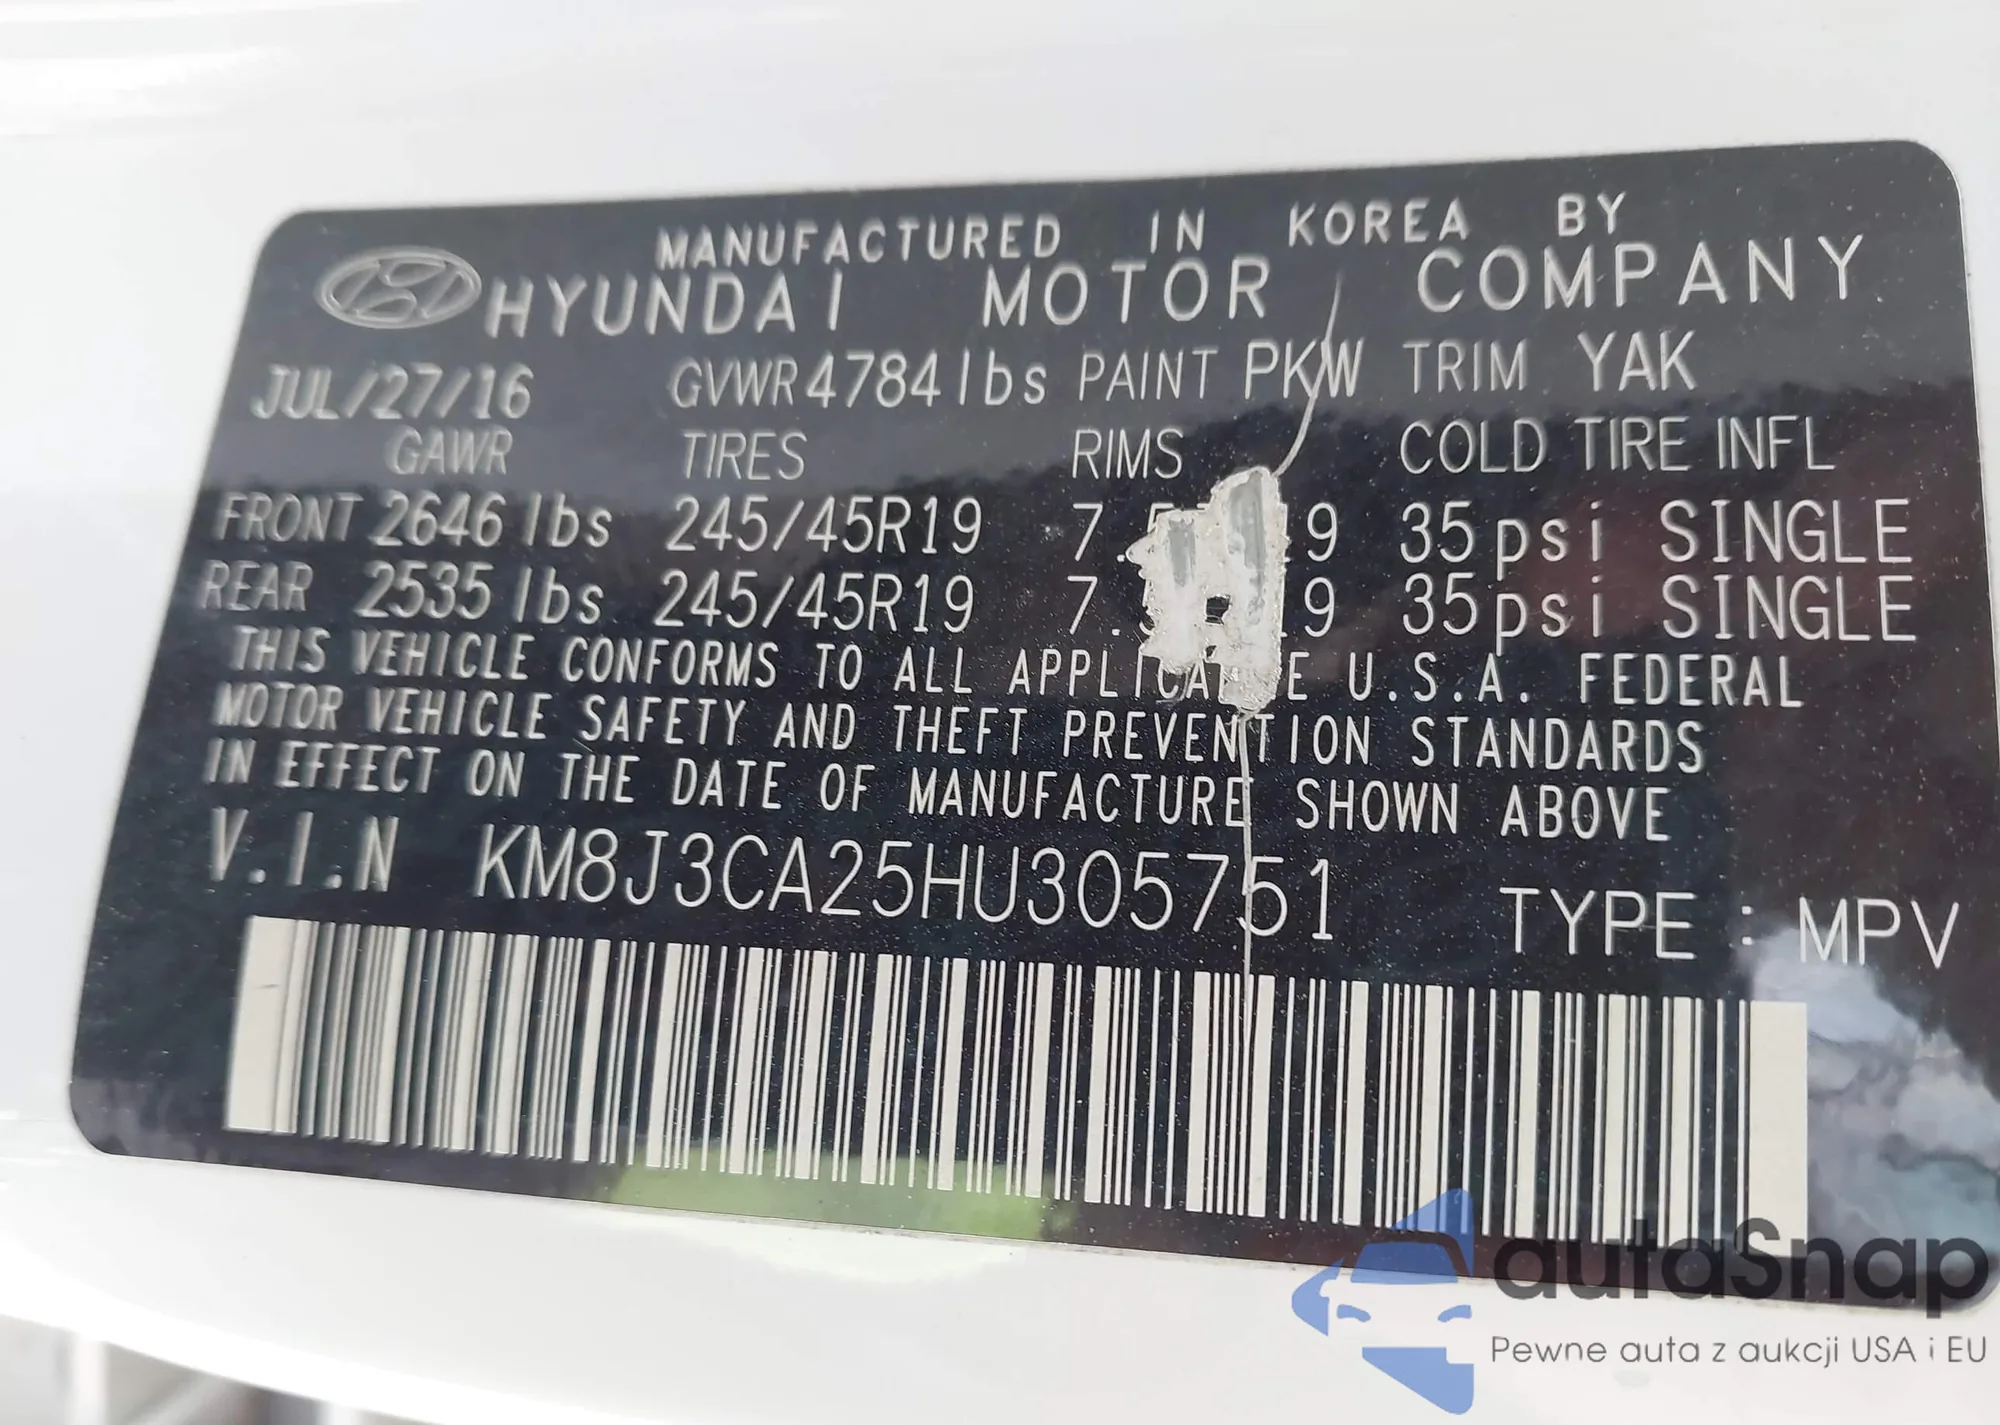 MANUFACTURED IN KOREA BY
HYUNDAI MOTOR COMPANY
JUL/27/16 GVWR 4784 lbs PAINT PKW TRIM YAK
GAWR TIRES RIMS COLD TIRE INFL
FRONT 2646 lbs 245/45R19 35 psi SINGLE
REAR 2535 lbs 245/45R19 35 psi SINGLE
THIS VEHICLE CONFORMS TO ALL U.S.A. FEDERAL
MOTOR VEHICLE SAFETY AND THEFT PREVENTION STANDARDS
IN EFFECT ON THE DATE OF MANUFACTURE SHOWN ABOVE
V.I.N KM8J3CA25HU305751 TYPE : MPV
autaSnap
Pewne auta z aukcji USA i EU